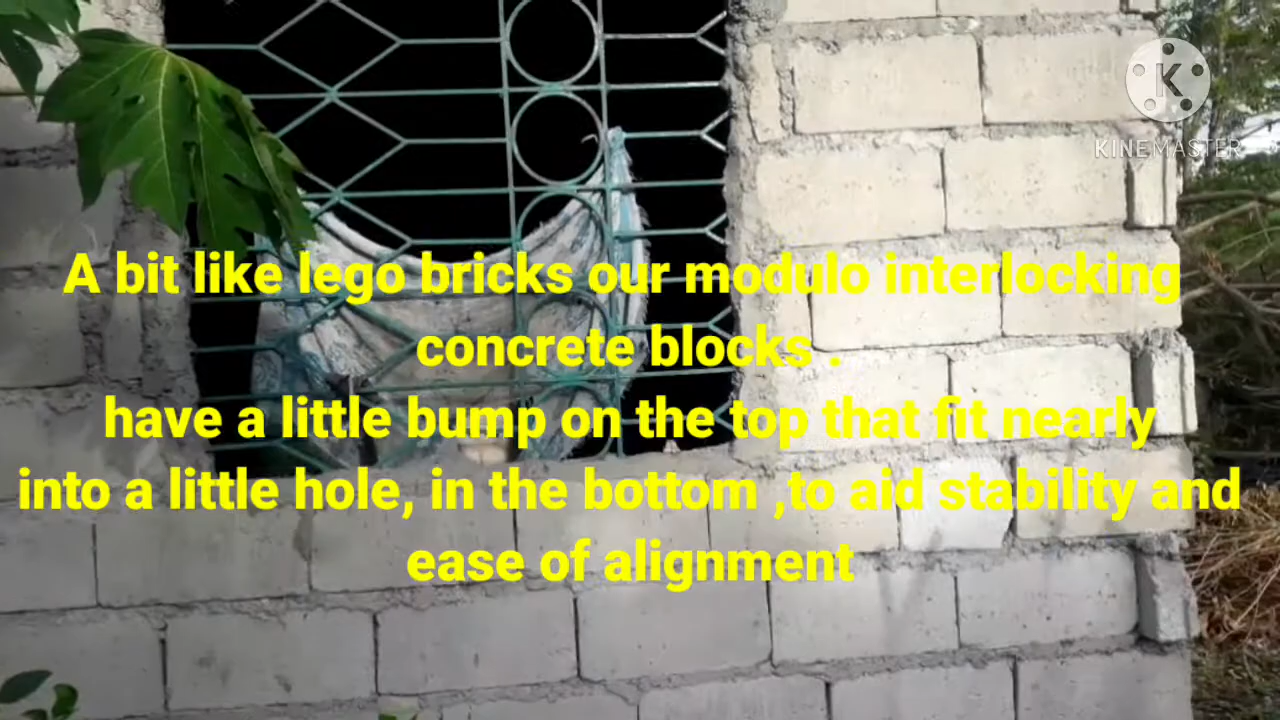 K
KINEMASTER
A bit like lego bricks our modulo interlocking
concrete blocks .
have a little bump on the top that fit nearly
into a little hole, in the bottom ,to aid stability and
ease of alignment